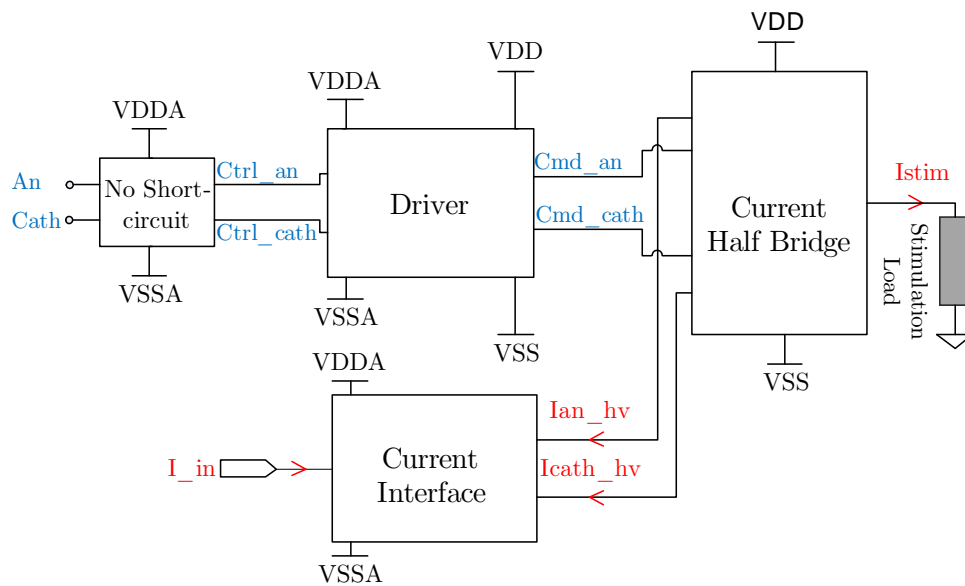 VDD
VDD
VDDA
VDDA
An
Cath
No Short-
circuit
Ctrl_an
Ctrl_cath
VSSA
Driver
VSSA
VSS
Cmd_an
Cmd_cath
Current
Half Bridge
VSS
Istim
Stimulation
Load
VDDA
I_in
Current
Interface
Ian_hv
Icath_hv
VSSA